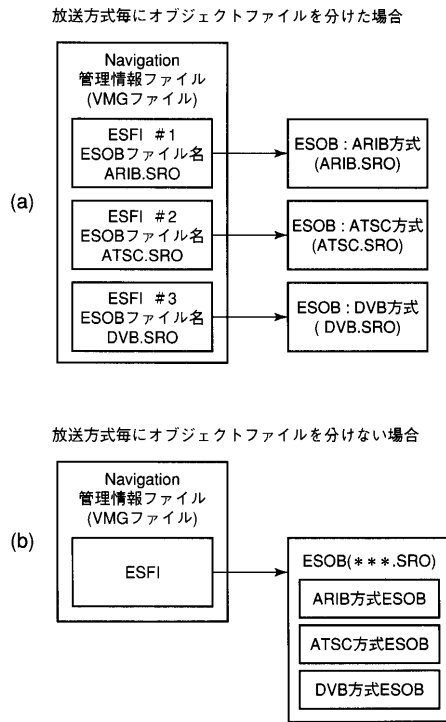 放送方式毎にオブジェクトファイルを分けた場合
(a)
Navigation
管理情報ファイル
(VMGファイル)
ESFI #1
ESOBファイル名
ARIB.SRO
ESOB : ARIB方式
(ARIB.SRO)
ESFI #2
ESOBファイル名
ATSC.SRO
ESOB : ATSC方式
(ATSC.SRO)
ESFI #3
ESOBファイル名
DVB.SRO
ESOB : DVB方式
( DVB.SRO)
放送方式毎にオブジェクトファイルを分けない場合
(b)
Navigation
管理情報ファイル
(VMGファイル)
ESFI
ESOB(***.SRO)
ARIB方式ESOB
ATSC方式ESOB
DVB方式ESOB